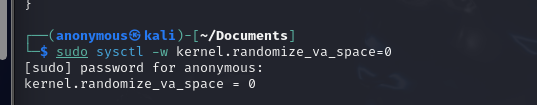 }
┌──(anonymous㉿kali)-[~/Documents]
└─$ sudo sysctl -w kernel.randomize_va_space=0
[sudo] password for anonymous:
kernel.randomize_va_space = 0